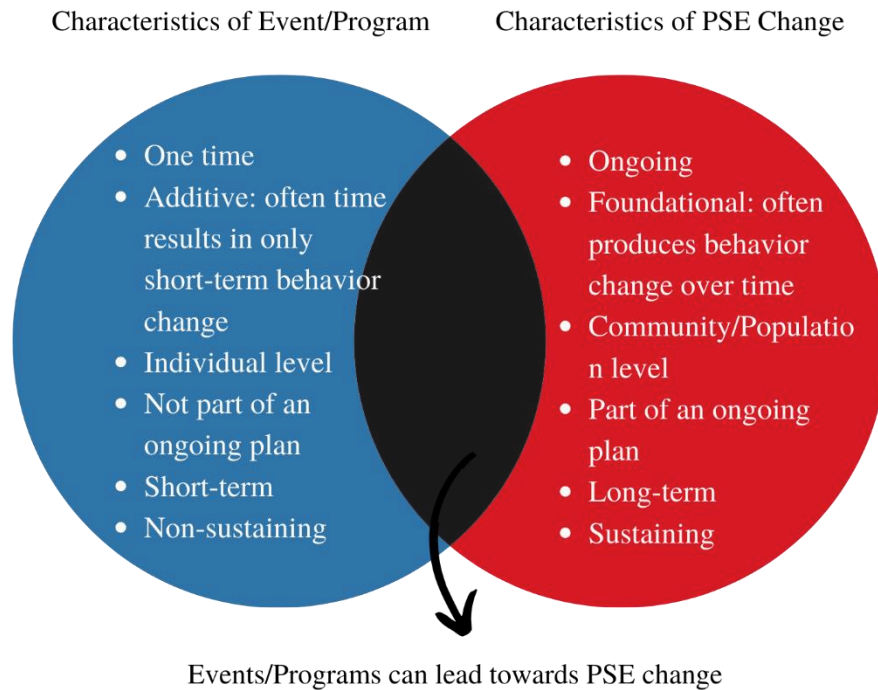 Characteristics of Event/Program
Characteristics of PSE Change
• One time
• Additive: often time
results in only
short-term behavior
change
• Individual level
• Not part of an
ongoing plan
• Short-term
• Non-sustaining
• Ongoing
• Foundational: often
produces behavior
change over time
• Community/Populatio
n level
• Part of an ongoing
plan
• Long-term
• Sustaining
Events/Programs can lead towards PSE change